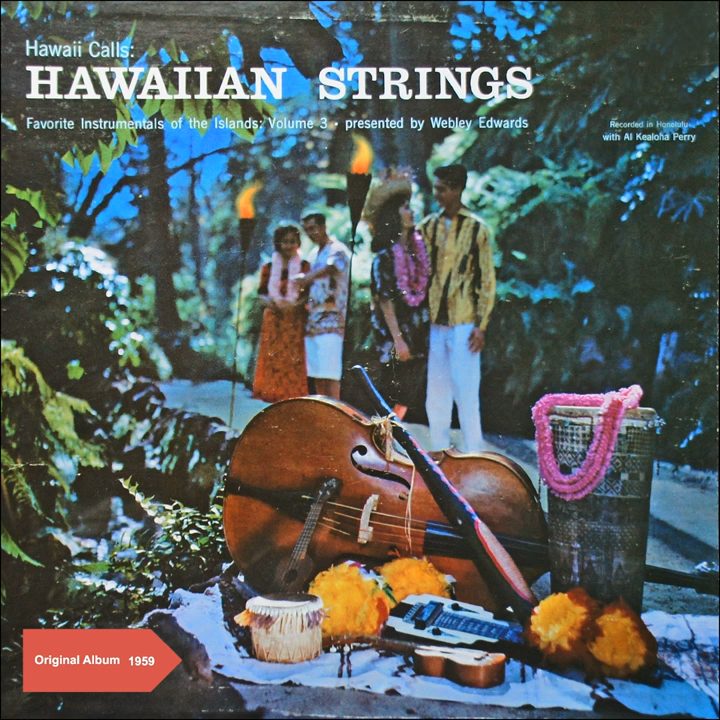 Hawaii Calls:
HAWAIIAN STRINGS
Favorite Instrumentals of the Islands: Volume 3 • presented by Webley Edwards
Recorded in Honolulu
with Al Kealoha Perry
Original Album 1959